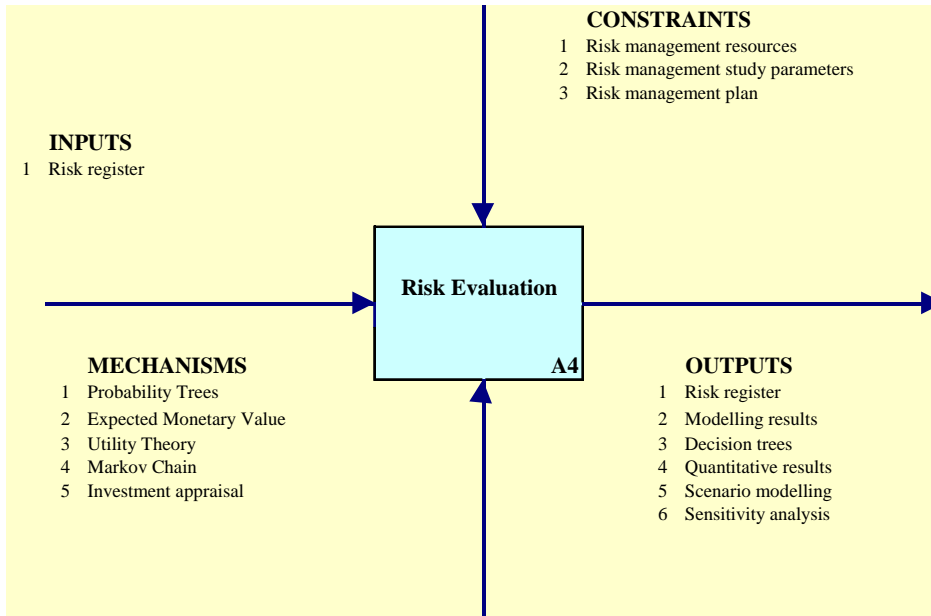 CONSTRAINTS
1 Risk management resources
2 Risk management study parameters
3 Risk management plan
INPUTS
1 Risk register
Risk Evaluation
A4
MECHANISMS
1 Probability Trees
2 Expected Monetary Value
3 Utility Theory
4 Markov Chain
5 Investment appraisal
OUTPUTS
1 Risk register
2 Modelling results
3 Decision trees
4 Quantitative results
5 Scenario modelling
6 Sensitivity analysis